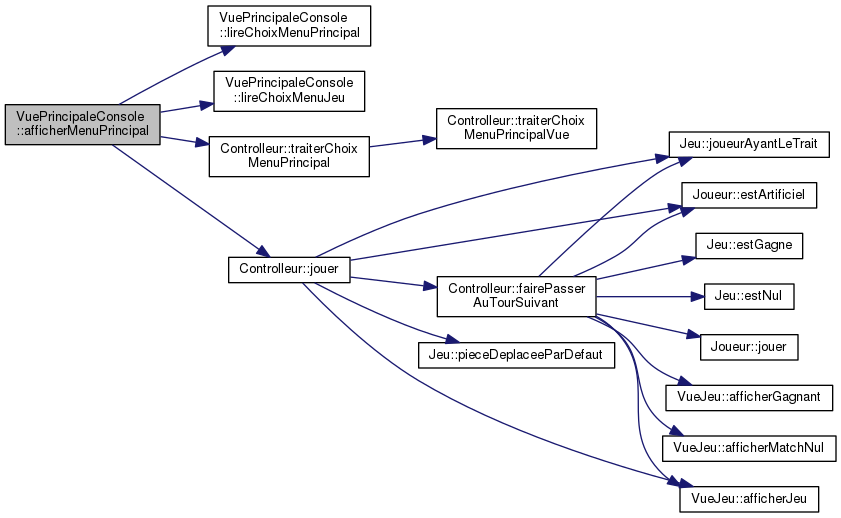 VuePrincipaleConsole
::lireChoixMenuPrincipal
VuePrincipaleConsole
::lireChoixMenuJeu
VuePrincipaleConsole
::afficherMenuPrincipal
Controlleur::traiterChoix
MenuPrincipal
Controlleur::traiterChoix
MenuPrincipalVue
Controlleur::jouer
Controlleur::fairePasser
AuTourSuivant
Jeu::pieceDeplaceeParDefaut
Jeu::joueurAyantLeTrait
Joueur::estArtificiel
Jeu::estGagne
Jeu::estNul
Joueur::jouer
VueJeu::afficherGagnant
VueJeu::afficherMatchNul
VueJeu::afficherJeu